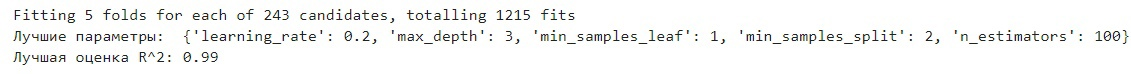 Fitting 5 folds for each of 243 candidates, totalling 1215 fits
Лучшие параметры:  {'learning_rate': 0.2, 'max_depth': 3, 'min_samples_leaf': 1, 'min_samples_split': 2, 'n_estimators': 100}
Лучшая оценка R^2: 0.99